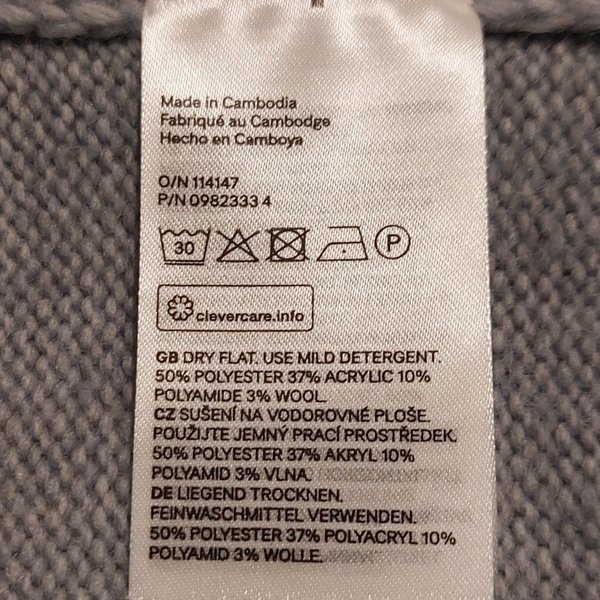 Made in Cambodia
Fabriqué au Cambodge
Hecho en Camboya
O/N 114147
P/N 0982333 4
30 P
clevercare.info
GB DRY FLAT. USE MILD DETERGENT.
50% POLYESTER 37% ACRYLIC 10%
POLYAMIDE 3% WOOL.
CZ SUŠENÍ NA VODOROVNÉ PLOŠE.
POUŽIJTE JEMNÝ PRACÍ PROSTŘEDEK.
50% POLYESTER 37% AKRYL 10%
POLYAMID 3% VLNA.
DE LIEGEND TROCKNEN.
FEINWASCHMITTEL VERWENDEN.
50% POLYESTER 37% POLYACRYL 10%
POLYAMID 3% WOLLE.